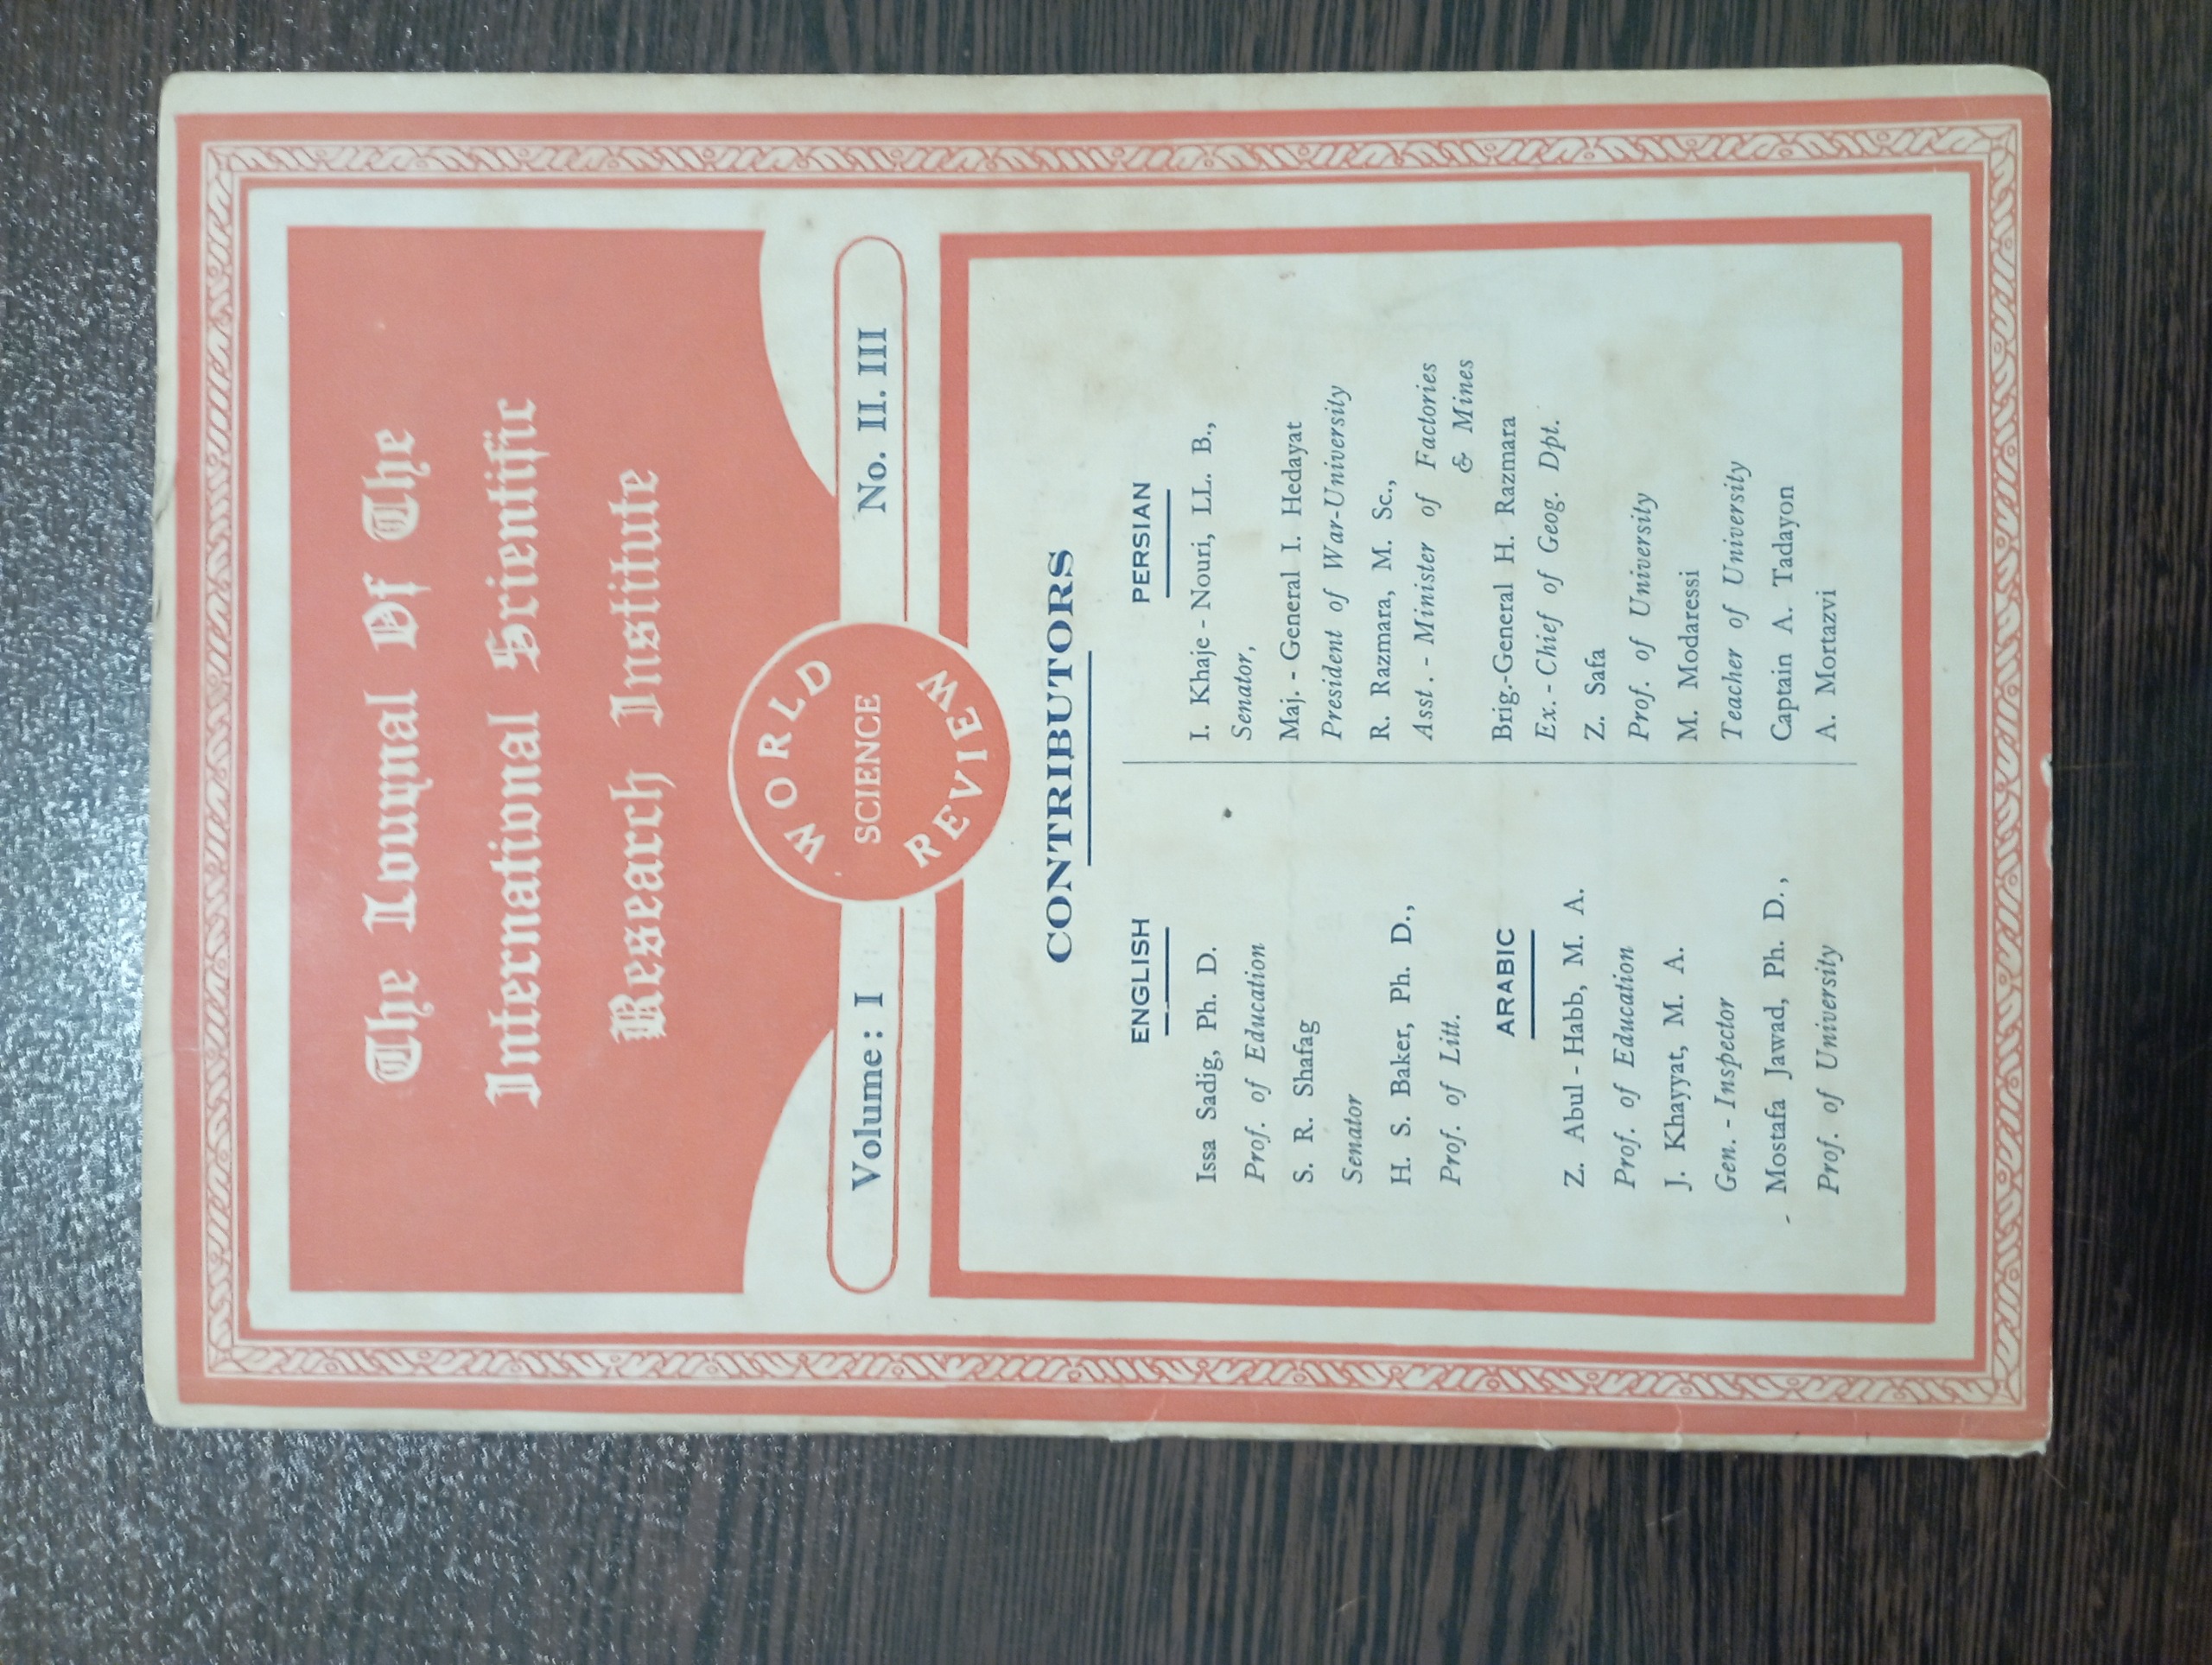 The Journal Of The
International Scientific
Research Institute
WORLD
SCIENCE
REVIEW
Volume: I
No. II. III
CONTRIBUTORS
ENGLISH
Issa Sadig, Ph. D.
Prof. of Education
S. R. Shafag
Senator
H. S. Baker, Ph. D.,
Prof. of Litt.
ARABIC
Z. Abul - Habb, M. A.
Prof. of Education
J. Khayyat, M. A.
Gen. - Inspector
- Mostafa Jawad, Ph. D.,
Prof. of University
PERSIAN
I. Khaje - Nouri, LL. B.,
Senator,
Maj. - General I. Hedayat
President of War-University
R. Razmara, M. Sc.,
Asst. - Minister of Factories
& Mines
Brig.-General H. Razmara
Ex. - Chief of Geog. Dpt.
Z. Safa
Prof. of University
M. Modaressi
Teacher of University
Captain A. Tadayon
A. Mortazvi